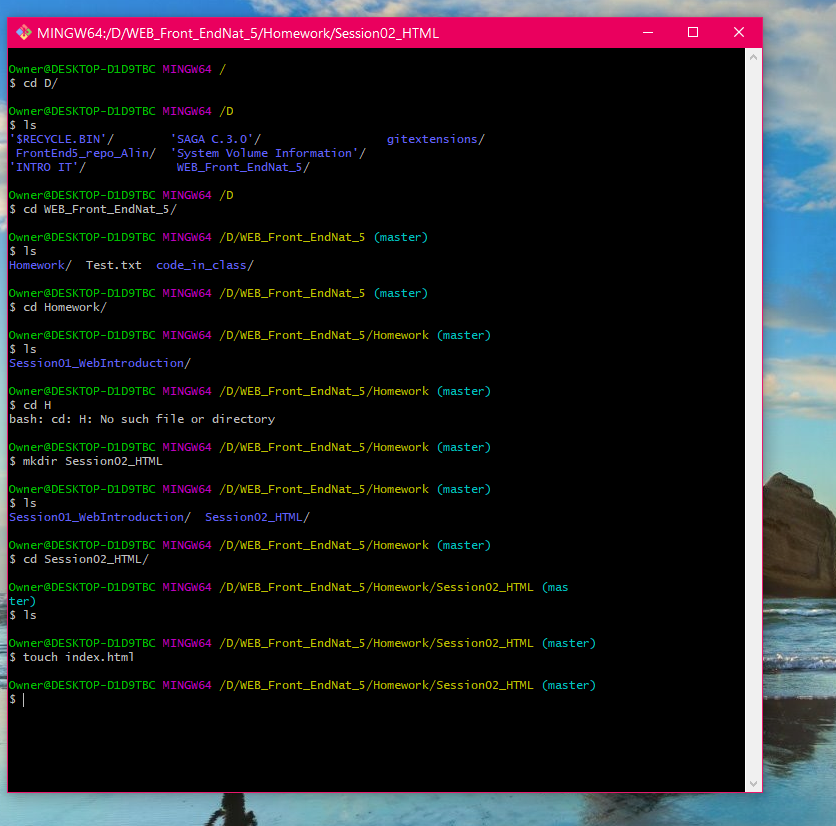 MINGW64:/D/WEB_Front_EndNat_5/Homework/Session02_HTML
Owner@DESKTOP-D1D9TBC MINGW64 /
$ cd D/
Owner@DESKTOP-D1D9TBC MINGW64 /D
$ ls
'$RECYCLE.BIN'/ 'SAGA C.3.0'/ gitextensions/
FrontEnd5_repo_Alin/ 'System Volume Information'/
'INTRO IT'/ WEB_Front_EndNat_5/
Owner@DESKTOP-D1D9TBC MINGW64 /D
$ cd WEB_Front_EndNat_5/
Owner@DESKTOP-D1D9TBC MINGW64 /D/WEB_Front_EndNat_5 (master)
$ ls
Homework/ Test.txt code_in_class/
Owner@DESKTOP-D1D9TBC MINGW64 /D/WEB_Front_EndNat_5 (master)
$ cd Homework/
Owner@DESKTOP-D1D9TBC MINGW64 /D/WEB_Front_EndNat_5/Homework (master)
$ ls
Session01_WebIntroduction/
Owner@DESKTOP-D1D9TBC MINGW64 /D/WEB_Front_EndNat_5/Homework (master)
$ cd H
bash: cd: H: No such file or directory
Owner@DESKTOP-D1D9TBC MINGW64 /D/WEB_Front_EndNat_5/Homework (master)
$ mkdir Session02_HTML
Owner@DESKTOP-D1D9TBC MINGW64 /D/WEB_Front_EndNat_5/Homework (master)
$ ls
Session01_WebIntroduction/ Session02_HTML/
Owner@DESKTOP-D1D9TBC MINGW64 /D/WEB_Front_EndNat_5/Homework (master)
$ cd Session02_HTML/
Owner@DESKTOP-D1D9TBC MINGW64 /D/WEB_Front_EndNat_5/Homework/Session02_HTML (mas
ter)
$ ls
Owner@DESKTOP-D1D9TBC MINGW64 /D/WEB_Front_EndNat_5/Homework/Session02_HTML (master)
$ touch index.html
Owner@DESKTOP-D1D9TBC MINGW64 /D/WEB_Front_EndNat_5/Homework/Session02_HTML (master)
$